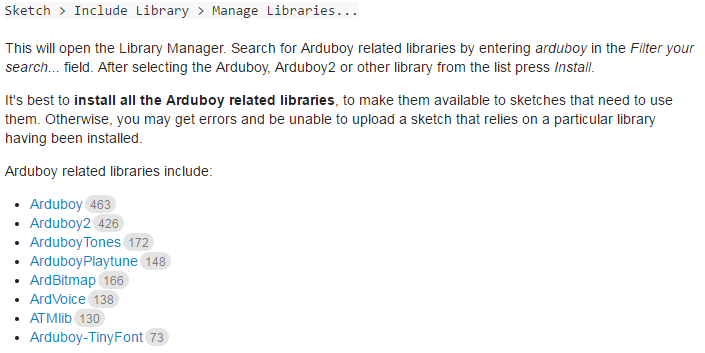 Sketch > Include Library > Manage Libraries...
This will open the Library Manager. Search for Arduboy related libraries by entering arduboy in the Filter your
search... field. After selecting the Arduboy, Arduboy2 or other library from the list press Install.
It's best to install all the Arduboy related libraries, to make them available to sketches that need to use
them. Otherwise, you may get errors and be unable to upload a sketch that relies on a particular library
having been installed.
Arduboy related libraries include:
• Arduboy 463
• Arduboy2 426
• ArduboyTones 172
• ArduboyPlaytune 148
• ArdBitmap 166
• ArdVoice 138
• ATMlib 130
• Arduboy-TinyFont 73